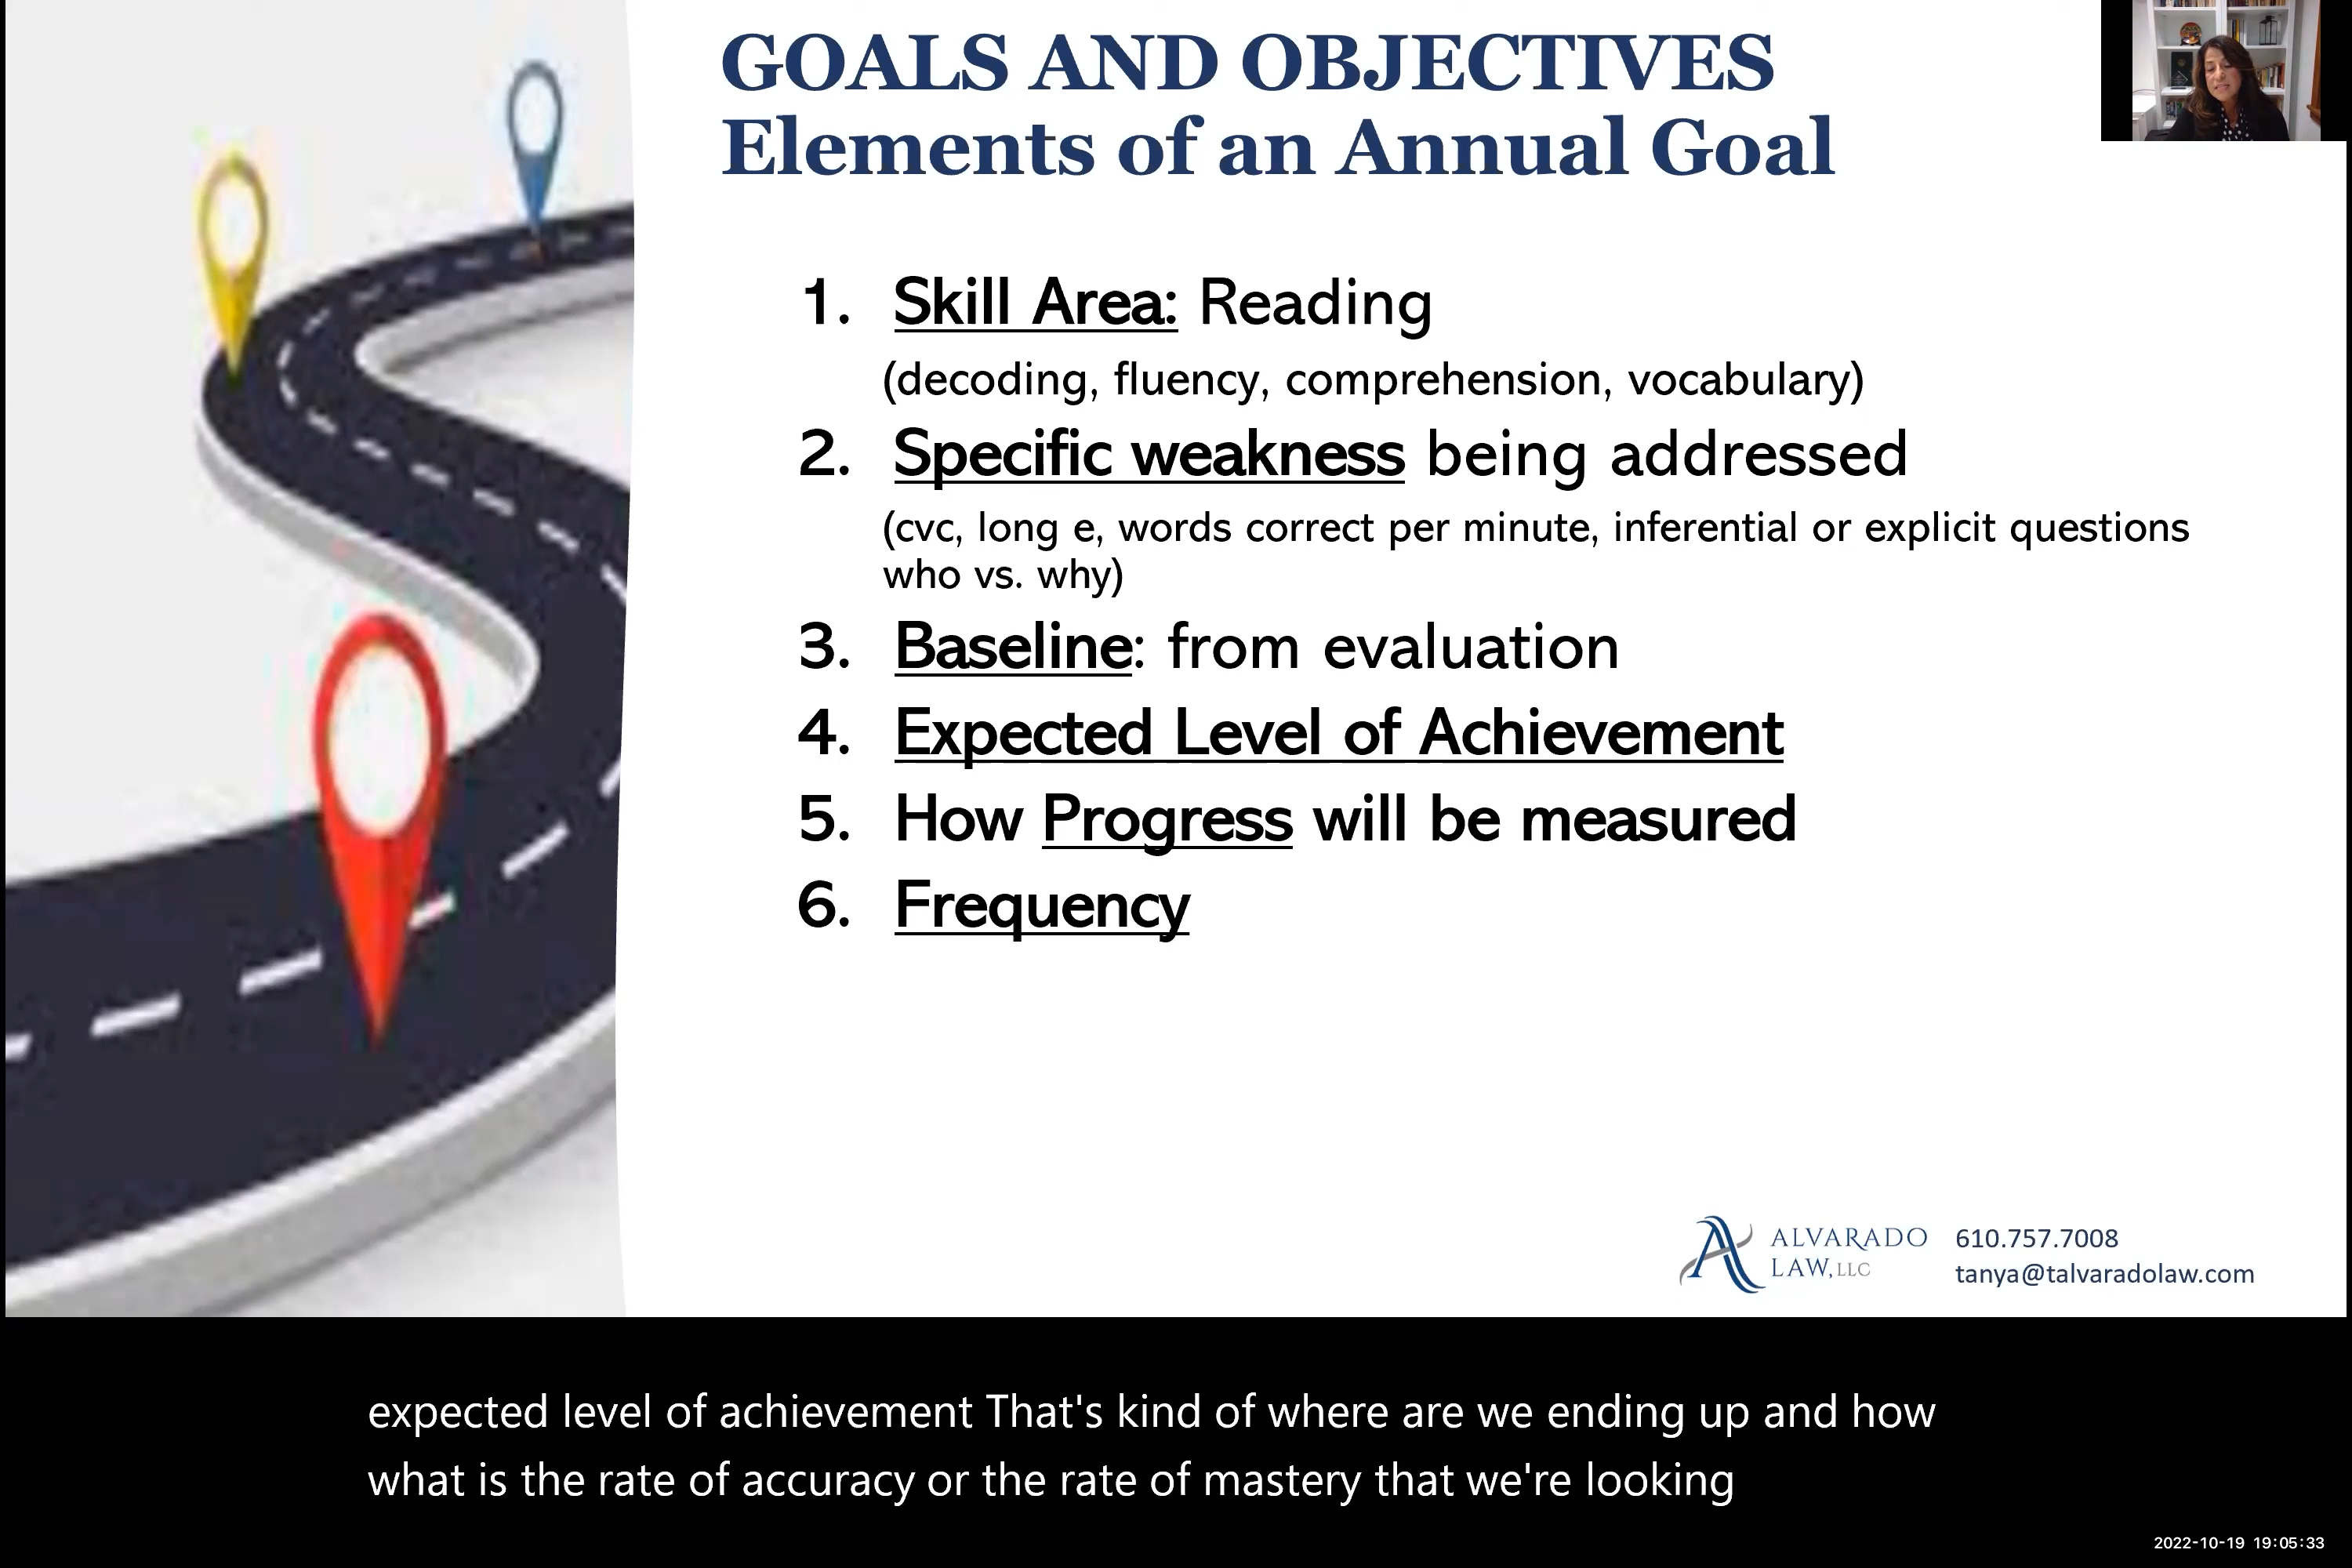 GOALS AND OBJECTIVES
Elements of an Annual Goal
1. Skill Area: Reading
(decoding, fluency, comprehension, vocabulary)
2. Specific weakness being addressed
(cvc, long e, words correct per minute, inferential or explicit questions
who vs. why)
3. Baseline: from evaluation
4. Expected Level of Achievement
5. How Progress will be measured
6. Frequency
ALVARADO
LAW, LLC
610.757.7008
tanya@talvaradolaw.com
expected level of achievement That's kind of where are we ending up and how
what is the rate of accuracy or the rate of mastery that we're looking
2022-10-19 19:05:33